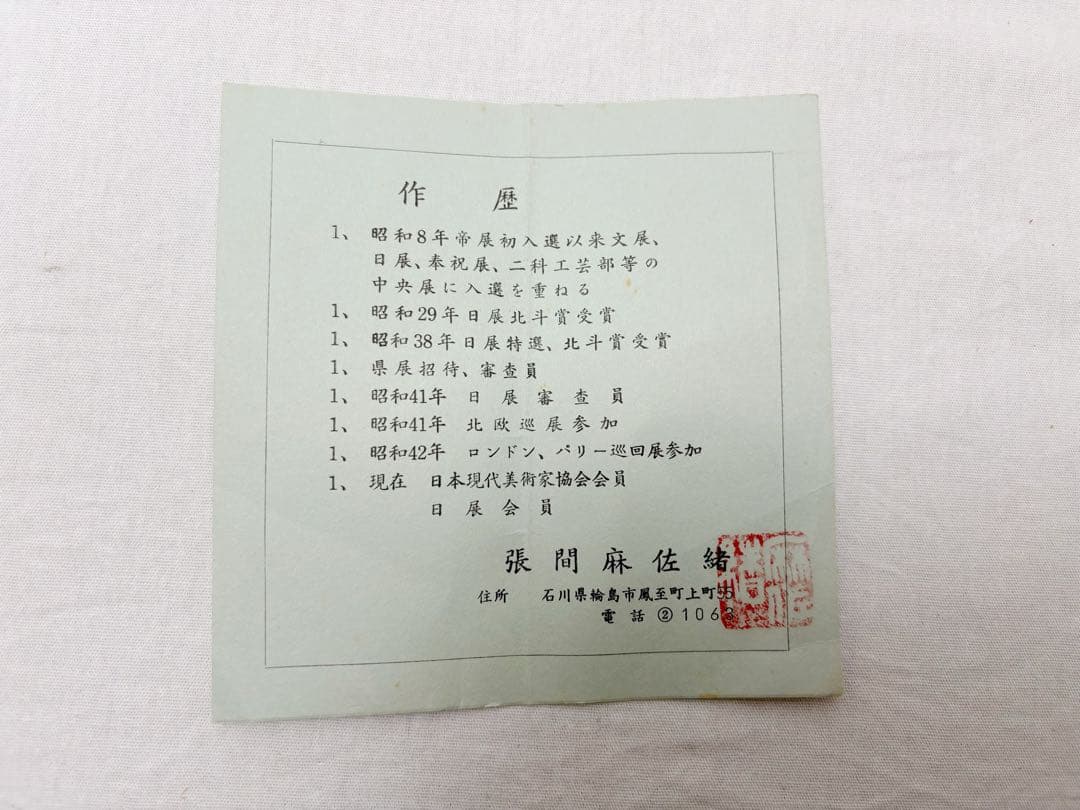 作歴
1、昭和8年帝展初入選以来文展、
日展、奉祝展、二科工芸部等の
中央展に入選を重ねる
1、昭和29年日展北斗賞受賞
1、昭和38年日展特選、北斗賞受賞
1、県展招待、審査員
1、昭和41年 日展審査員
1、昭和41年 北欧巡展参加
1、昭和42年 ロンドン、パリー巡回展参加
1、現在 日本現代美術家協会会員
日展会員
張間麻佐緒
住所 石川県輪島市鳳至町上町55
電話 ②1063